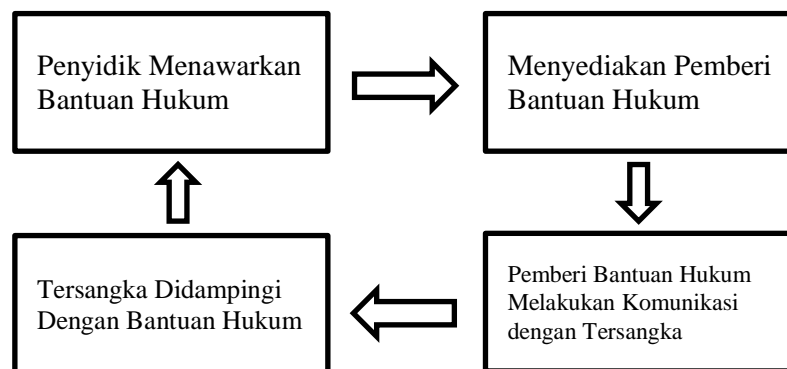 Penyidik Menawarkan
Bantuan Hukum
Menyediakan Pemberi
Bantuan Hukum
Tersangka Didampingi
Dengan Bantuan Hukum
Pemberi Bantuan Hukum
Melakukan Komunikasi
dengan Tersangka